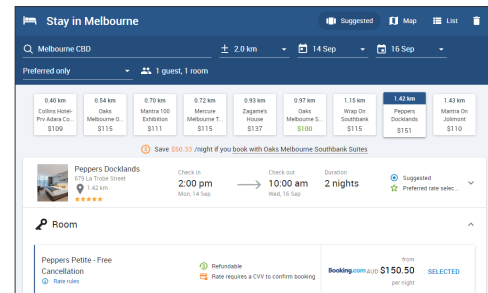 Stay in Melbourne
Suggested
Map
List
Melbourne CBD
± 2.0 km
14 Sep
16 Sep
Preferred only
1 guest, 1 room
0.40 km
Collins Hotel-
Prv Adara Co...
$109
0.54 km
Oaks
Melbourne O...
$115
0.70 km
Mantra 100
Exhibition
$111
0.72 km
Mercure
Melbourne T...
$115
0.93 km
Zagame's
House
$137
0.97 km
Oaks
Melbourne S...
$100
1.15 km
Wrap On
Southbank
$115
1.42 km
Peppers
Docklands
$151
1.43 km
Mantra On
Jolimont
$110
Save $50.33 /night if you book with Oaks Melbourne Southbank Suites
Peppers Docklands
679 La Trobe Street
1.42 km
Check in
2:00 pm
Mon, 14 Sep
Check out
10:00 am
Wed, 16 Sep
Duration
2 nights
Suggested
Preferred rate selec...
Room
Peppers Petite - Free
Cancellation
Rate rules
Refundable
Rate requires a CVV to confirm booking
Booking.com
from
AUD $150.50
per night
SELECTED